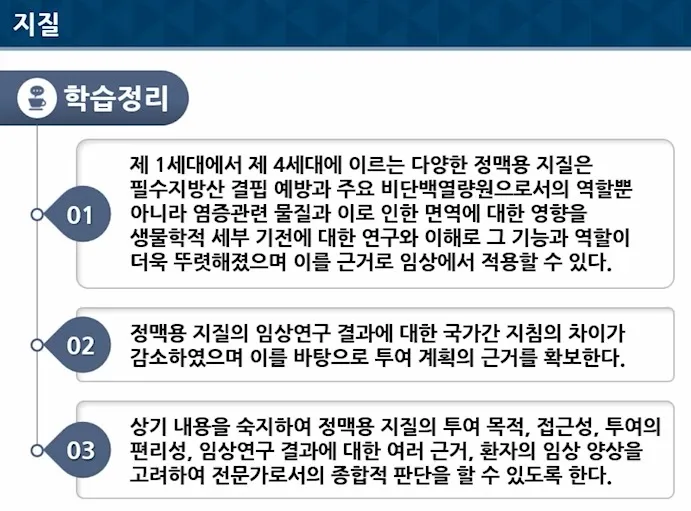 지질
학습정리
01
제 1세대에서 제 4세대에 이르는 다양한 정맥용 지질은
필수지방산 결핍 예방과 주요 비단백열량원으로서의 역할뿐
아니라 염증관련 물질과 이로 인한 면역에 대한 영향을
생물학적 세부 기전에 대한 연구와 이해로 그 기능과 역할이
더욱 뚜렷해졌으며 이를 근거로 임상에서 적용할 수 있다.
02
정맥용 지질의 임상연구 결과에 대한 국가간 지침의 차이가
감소하였으며 이를 바탕으로 투여 계획의 근거를 확보한다.
03
상기 내용을 숙지하여 정맥용 지질의 투여 목적, 접근성, 투여의
편리성, 임상연구 결과에 대한 여러 근거, 환자의 임상 양상을
고려하여 전문가로서의 종합적 판단을 할 수 있도록 한다.